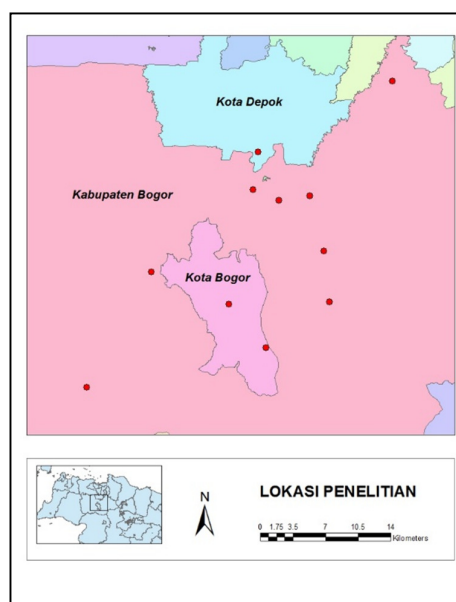 Kota Depok
Kabupaten Bogor
Kota Bogor
N
LOKASI PENELITIAN
0 1.75 3.5 7 10.5 14
Kilometers